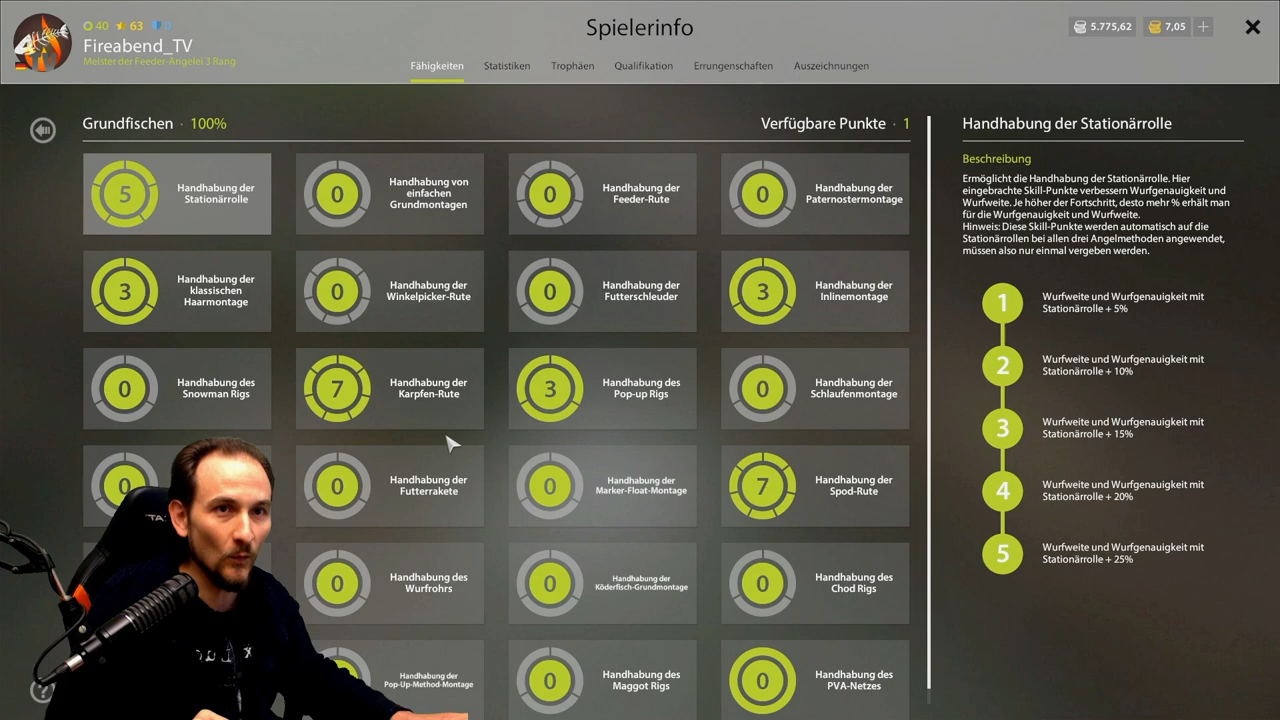 40 63 0
Fireabend_TV
Meister der Feeder-Angelei 3 Rang
Spielerinfo
5.775,62 7,05
Fähigkeiten Statistiken Trophäen Qualifikation Errungenschaften Auszeichnungen
Grundfischen · 100%
Verfügbare Punkte · 1
5 Handhabung der
Stationärrolle
0 Handhabung von
einfachen
Grundmontagen
0 Handhabung der
Feeder-Rute
0 Handhabung der
Paternostermontage
3 Handhabung der
klassischen
Haarmontage
0 Handhabung der
Winkelpicker-Rute
0 Handhabung der
Futterschleuder
3 Handhabung der
Inlinemontage
0 Handhabung des
Snowman Rigs
7 Handhabung der
Karpfen-Rute
3 Handhabung des
Pop-up Rigs
0 Handhabung der
Schlaufenmontage
0
0 Handhabung der
Futterrakete
0 Handhabung der
Marker-Float-Montage
7 Handhabung der
Spod-Rute
0 Handhabung des
Wurfrohrs
0 Handhabung der
Köderfisch-Grundmontage
0 Handhabung des
Chod Rigs
Handhabung der
Pop-Up-Method-Montage
0 Handhabung des
Maggot Rigs
0 Handhabung des
PVA-Netzes
Handhabung der Stationärrolle
Beschreibung
Ermöglicht die Handhabung der Stationärrolle. Hier
eingebrachte Skill-Punkte verbessern Wurfgenauigkeit und
Wurfweite. Je höher der Fortschritt, desto mehr % erhält man
für die Wurfgenauigkeit und Wurfweite.
Hinweis: Diese Skill-Punkte werden automatisch auf die
Stationärrollen bei allen drei Angelmethoden angewendet,
müssen also nur einmal vergeben werden.
1 Wurfweite und Wurfgenauigkeit mit
Stationärrolle + 5%
2 Wurfweite und Wurfgenauigkeit mit
Stationärrolle + 10%
3 Wurfweite und Wurfgenauigkeit mit
Stationärrolle + 15%
4 Wurfweite und Wurfgenauigkeit mit
Stationärrolle + 20%
5 Wurfweite und Wurfgenauigkeit mit
Stationärrolle + 25%